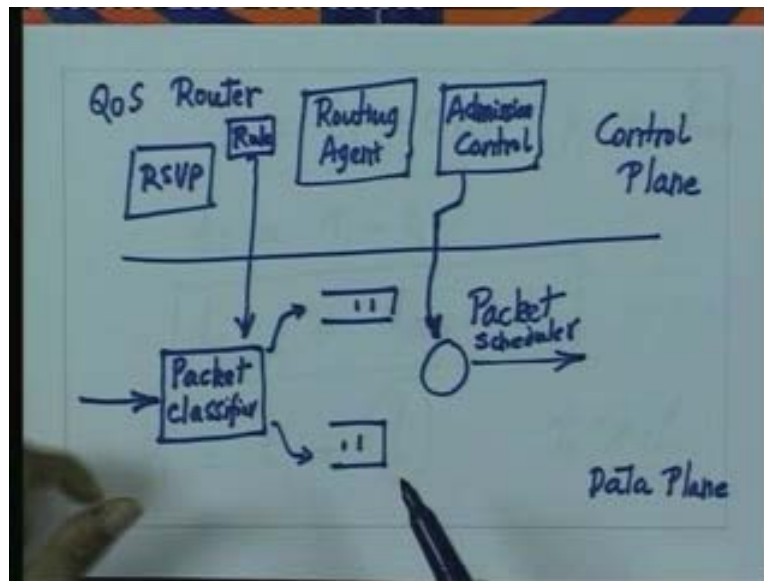 QoS Router
RSVP
Rule
Routing
Agent
Admission
Control
Control
Plane
Packet
classifier
Packet
scheduler
Data Plane